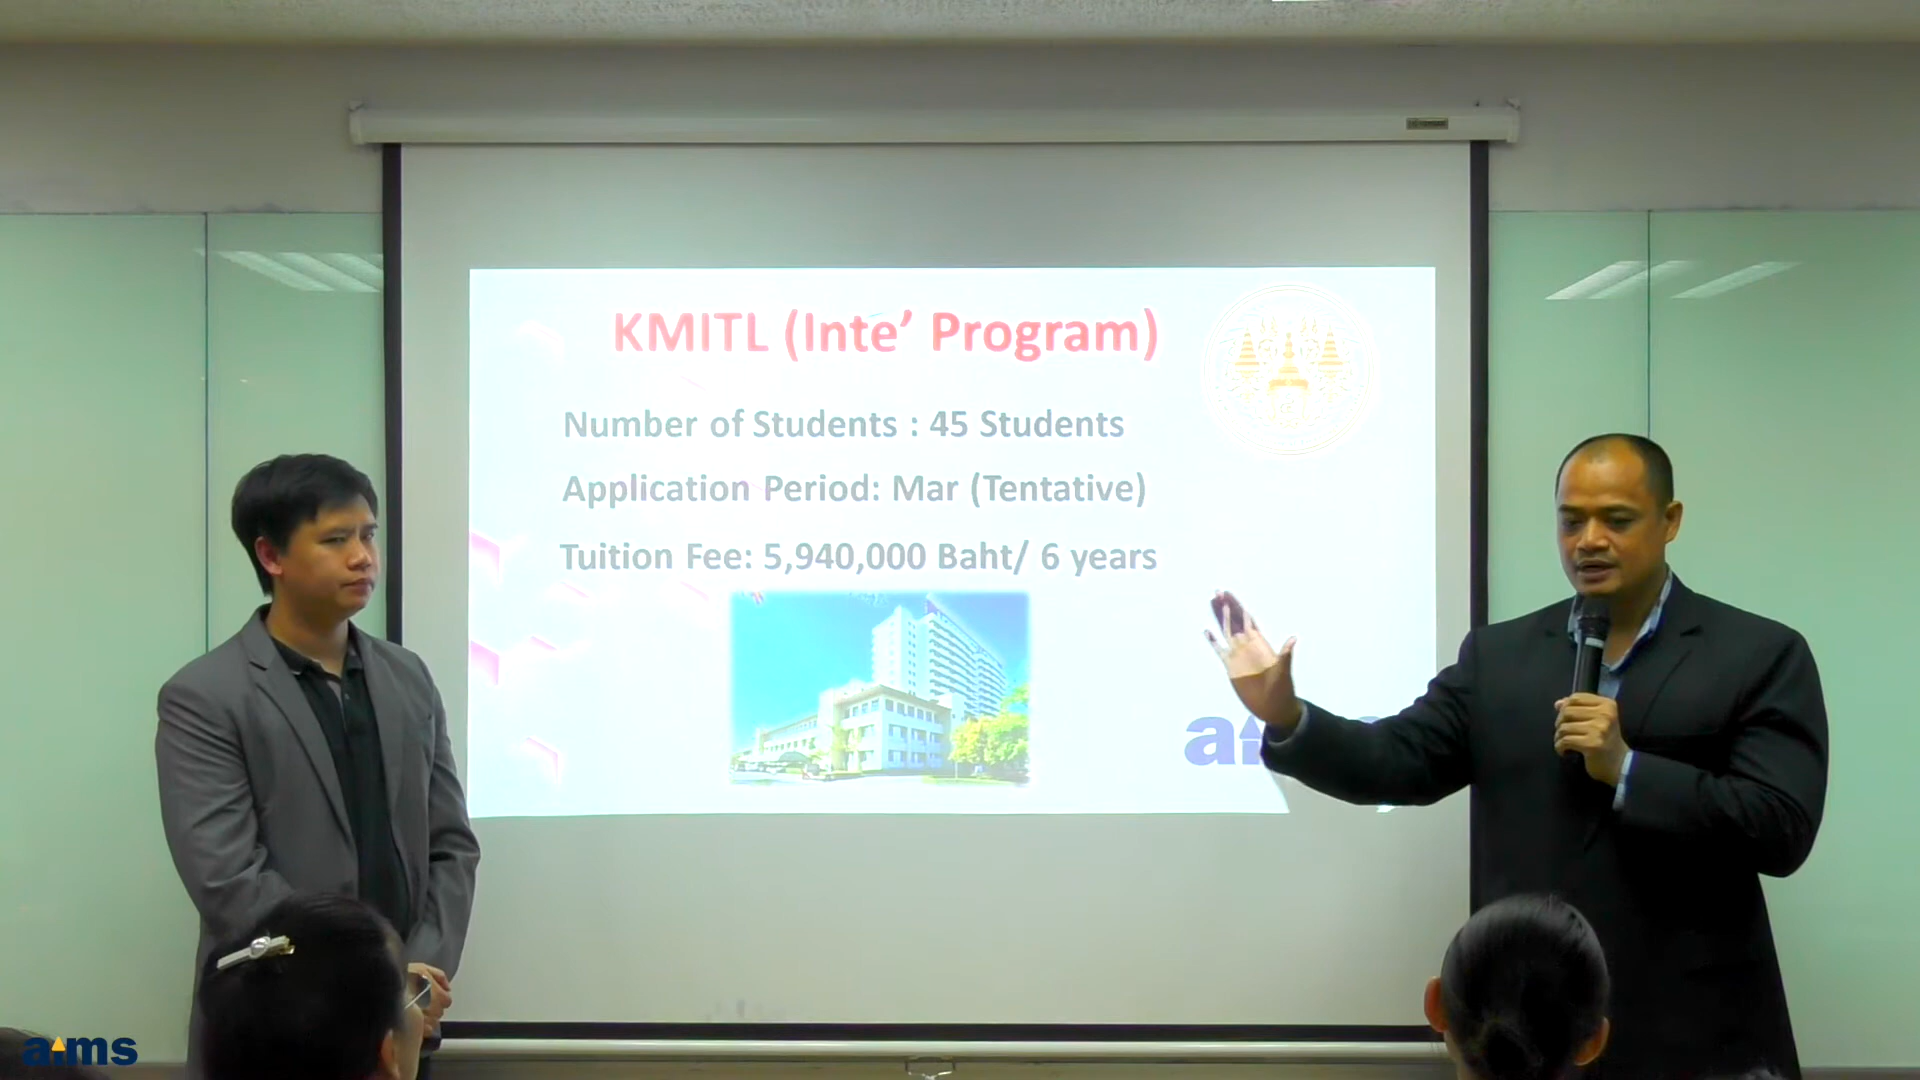 KMITL (Inte’ Program)
Number of Students : 45 Students
Application Period: Mar (Tentative)
Tuition Fee: 5,940,000 Baht/ 6 years
aims